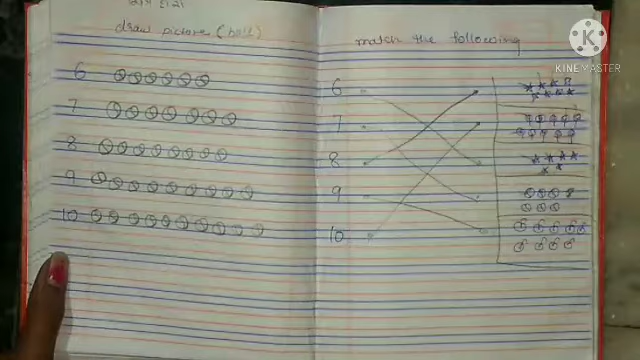 draw picture (ball)
6
7
8
9
10
match the following
6
7
8
9
10
K
KINEMASTER